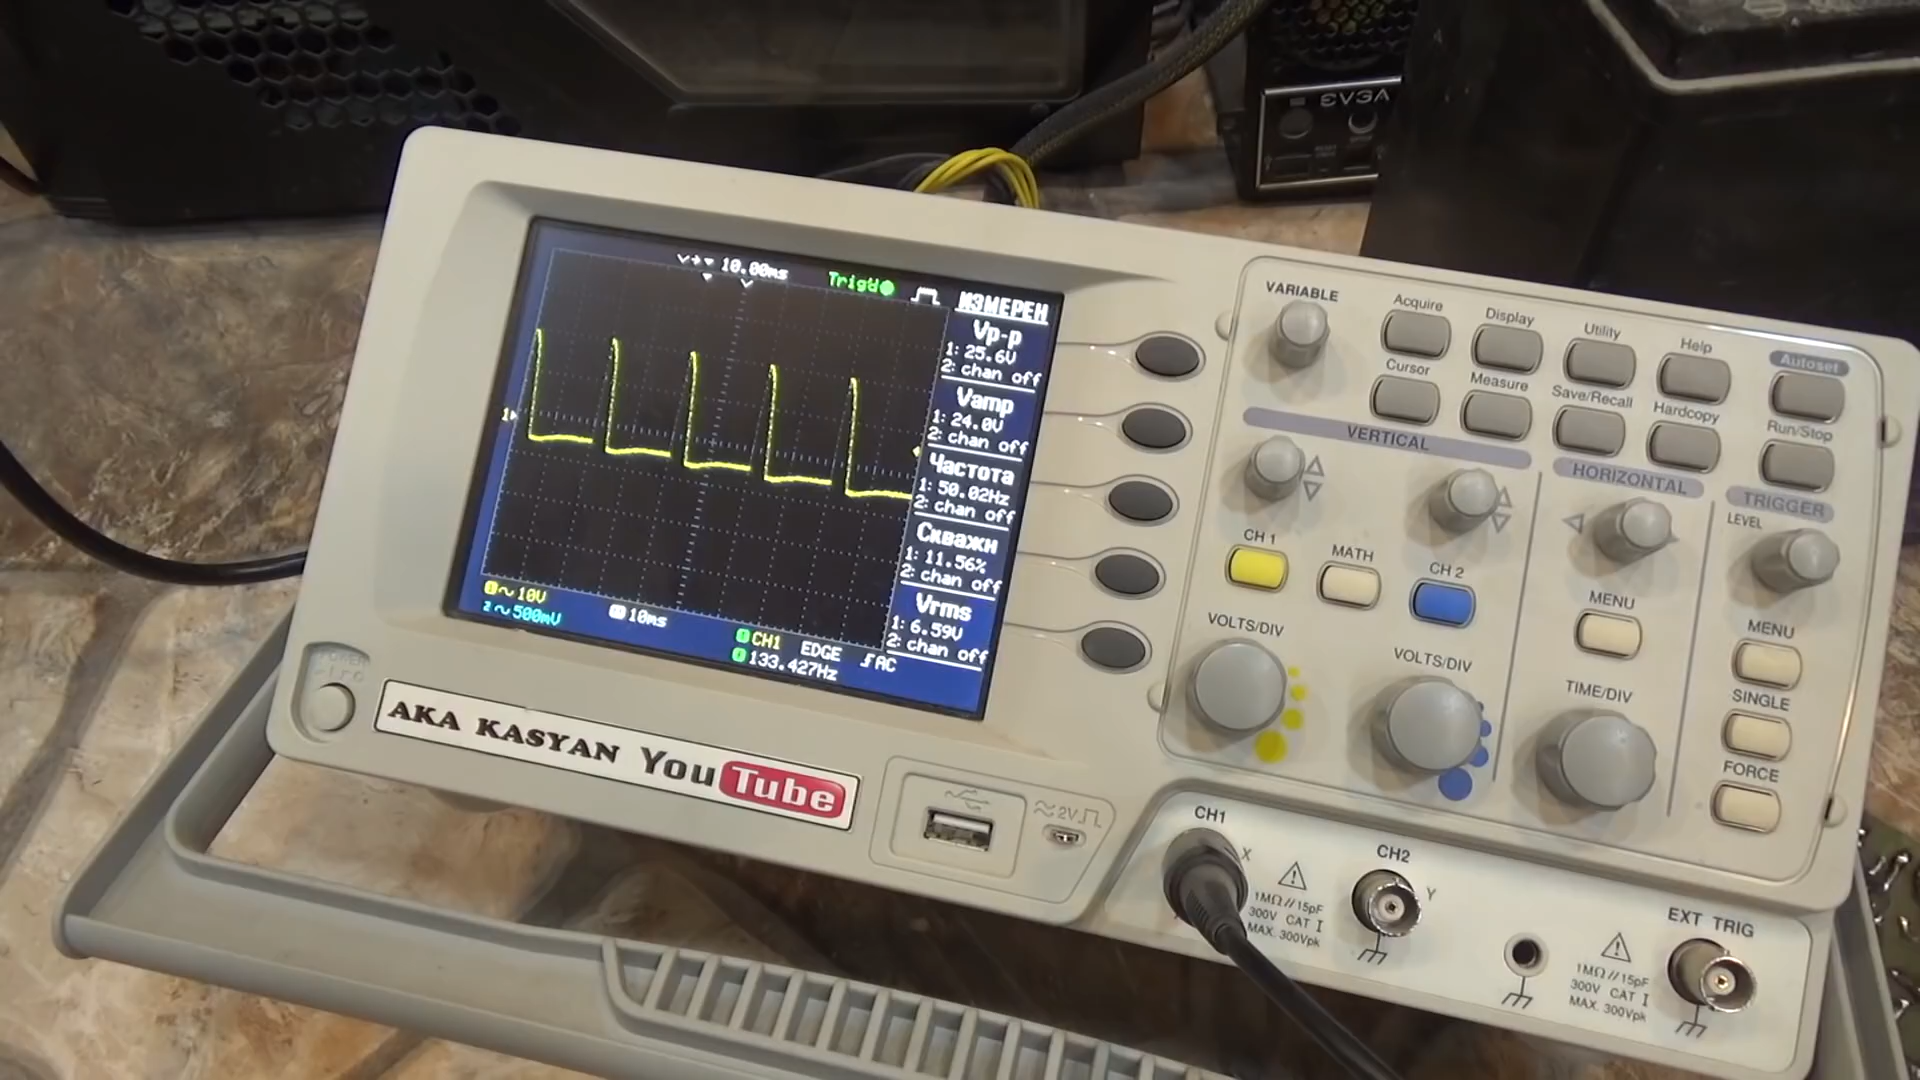 EVGA
10.00ms
Trig'd
ИЗМЕРЕН
Vp-p
1: 25.6V
2: chan off
Vamp
1: 24.0V
2: chan off
Частота
1: 50.02Hz
2: chan off
Скважн
1: 11.56%
2: chan off
Vrms
1: 6.59V
2: chan off
1
1 ~ 10V
2 ~ 500mV
10ms
CH1
EDGE
AC
133.427Hz
AKA KASYAN YouTube
≂2V
VARIABLE
Acquire
Display
Utility
Help
Autoset
Cursor
Measure
Save/Recall
Hardcopy
Run/Stop
VERTICAL
HORIZONTAL
TRIGGER
LEVEL
CH 1
MATH
CH 2
MENU
MENU
VOLTS/DIV
VOLTS/DIV
TIME/DIV
SINGLE
FORCE
CH1
X
1MΩ//15pF
300V CAT I
MAX. 300Vpk
CH2
Y
EXT TRIG
1MΩ//15pF
300V CAT I
MAX. 300Vpk